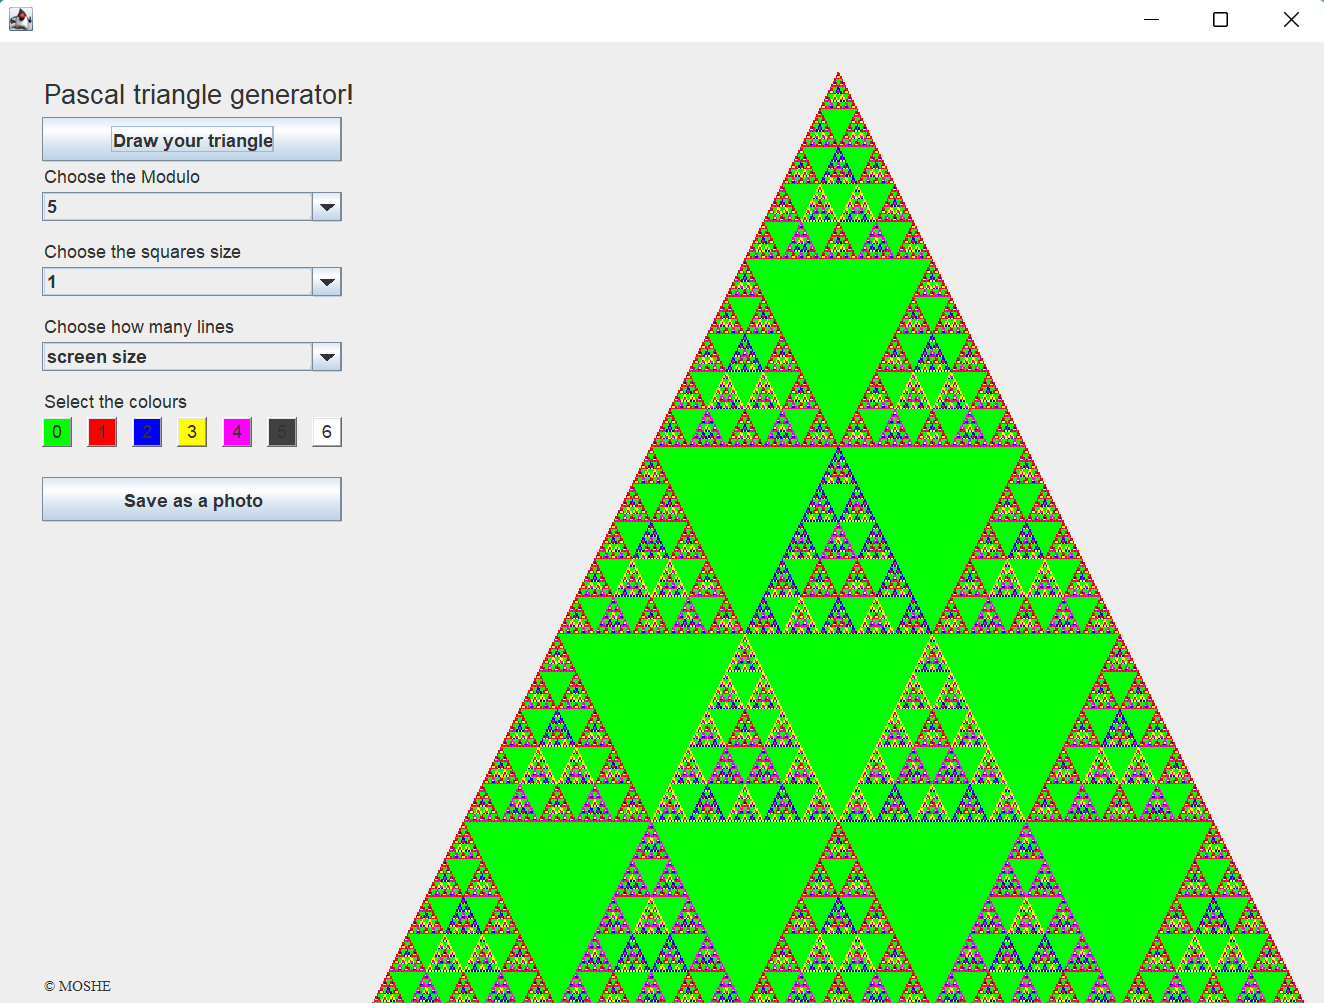 Pascal triangle generator!
Draw your triangle
Choose the Modulo
5
Choose the squares size
1
Choose how many lines
screen size
Select the colours
0 1 2 3 4 5 6
Save as a photo
© MOSHE